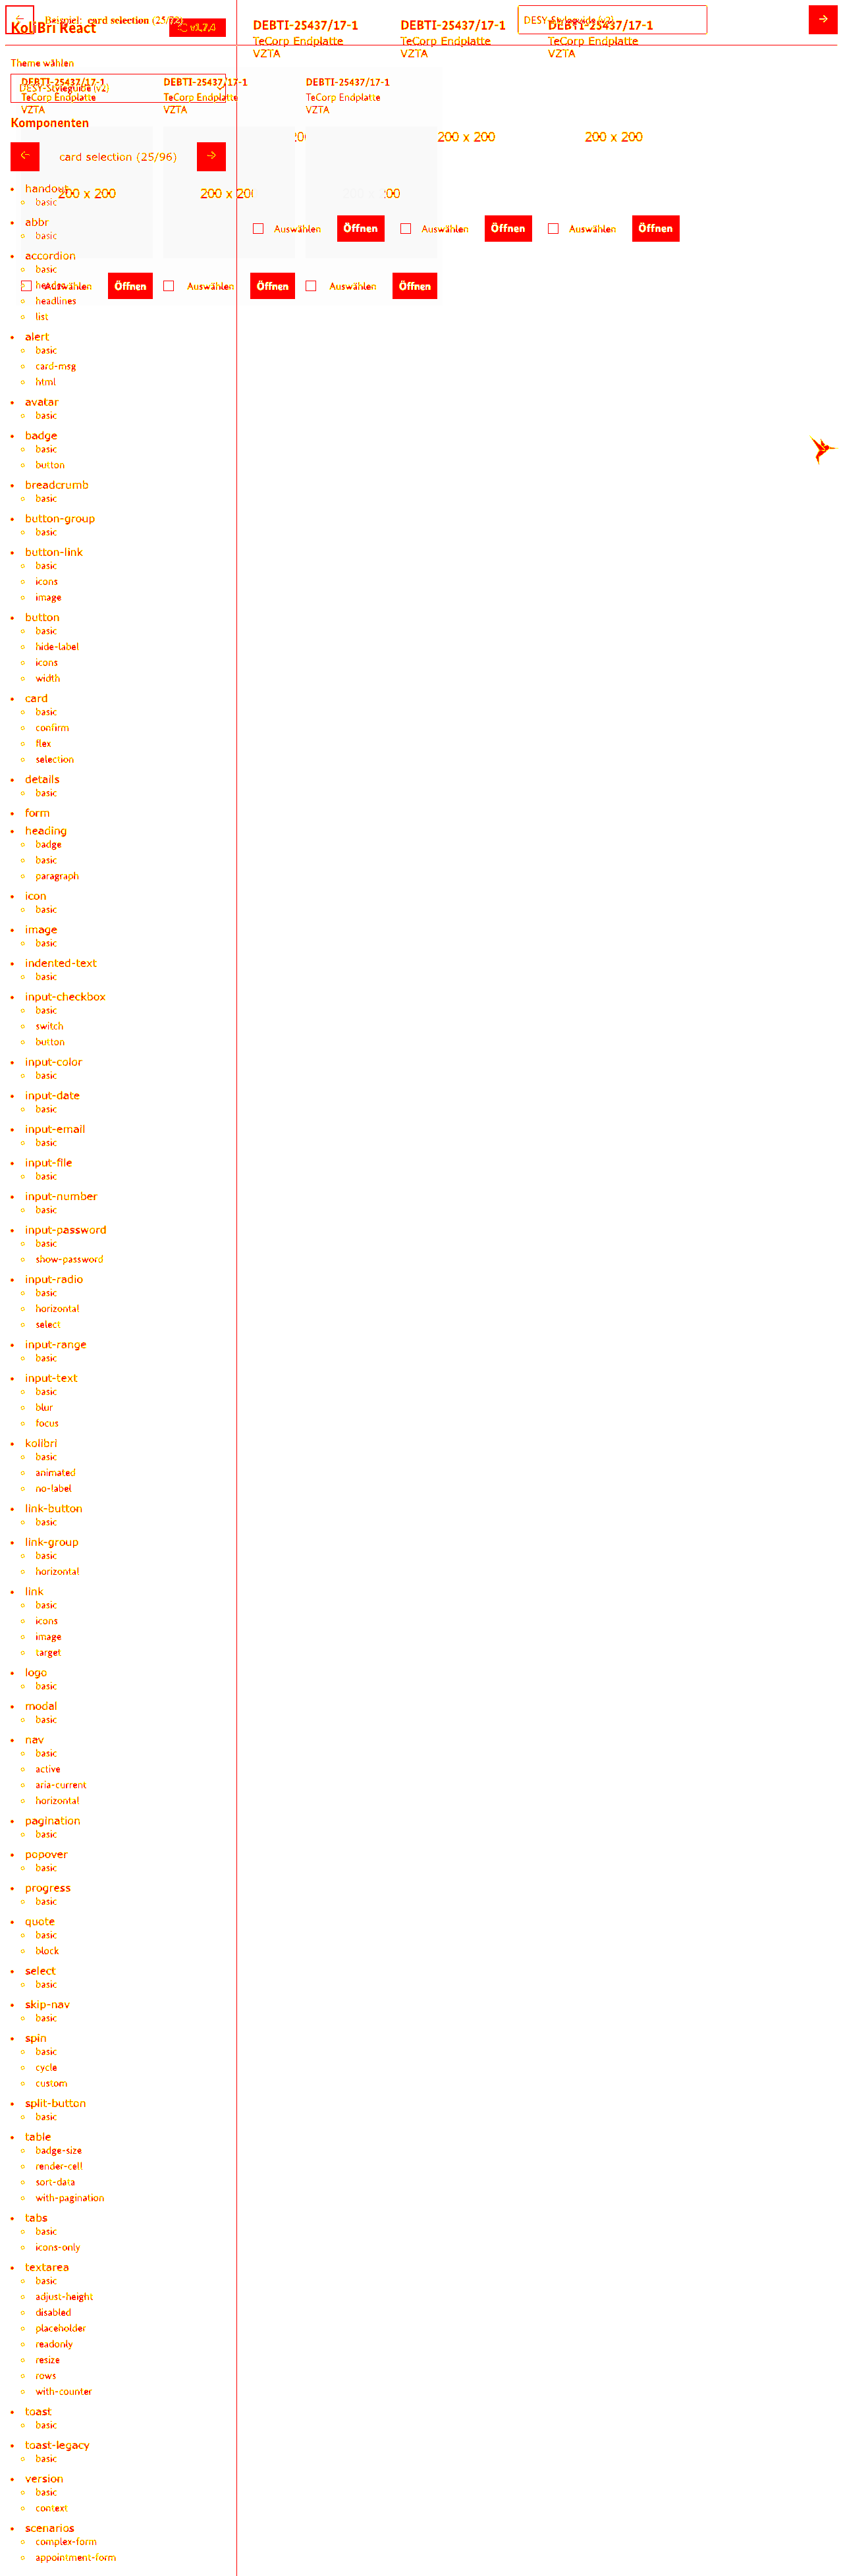 KoliBri React
Beispiel: card selection (25/72)
v1.7.4
DESY-Styleguide (v2)
Theme wählen
DESY-Styleguide (v2)
Komponenten
card selection (25/96)
DEBTI-25437/17-1
TeCorp Endplatte
VZTA
DEBTI-25437/17-1
TeCorp Endplatte
VZTA
DEBTI-25437/17-1
TeCorp Endplatte
VZTA
200 x 200
200 x 200
Auswählen
Öffnen
Auswählen
Öffnen
Auswählen
Öffnen
DEBTI-25437/17-1
TeCorp Endplatte
VZTA
DEBTI-25437/17-1
TeCorp Endplatte
VZTA
DEBTI-25437/17-1
TeCorp Endplatte
VZTA
200 x 200
200 x 200
Auswählen
Öffnen
Auswählen
Öffnen
Auswählen
Öffnen
handout
basic
abbr
basic
accordion
basic
header
headlines
list
alert
basic
card-msg
html
avatar
basic
badge
basic
button
breadcrumb
basic
button-group
basic
button-link
basic
icons
image
button
basic
hide-label
icons
width
card
basic
confirm
flex
selection
details
basic
form
heading
badge
basic
paragraph
icon
basic
image
basic
indented-text
basic
input-checkbox
basic
switch
button
input-color
basic
input-date
basic
input-email
basic
input-file
basic
input-number
basic
input-password
basic
show-password
input-radio
basic
horizontal
select
input-range
basic
input-text
basic
blur
focus
kolibri
basic
animated
no-label
link-button
basic
link-group
basic
horizontal
link
basic
icons
image
target
logo
basic
modal
basic
nav
basic
active
aria-current
horizontal
pagination
basic
popover
basic
progress
basic
quote
basic
block
select
basic
skip-nav
basic
spin
basic
cycle
custom
split-button
basic
table
badge-size
render-cell
sort-data
with-pagination
tabs
basic
icons-only
textarea
basic
adjust-height
disabled
placeholder
readonly
resize
rows
with-counter
toast
basic
toast-legacy
basic
version
basic
context
scenarios
complex-form
appointment-form